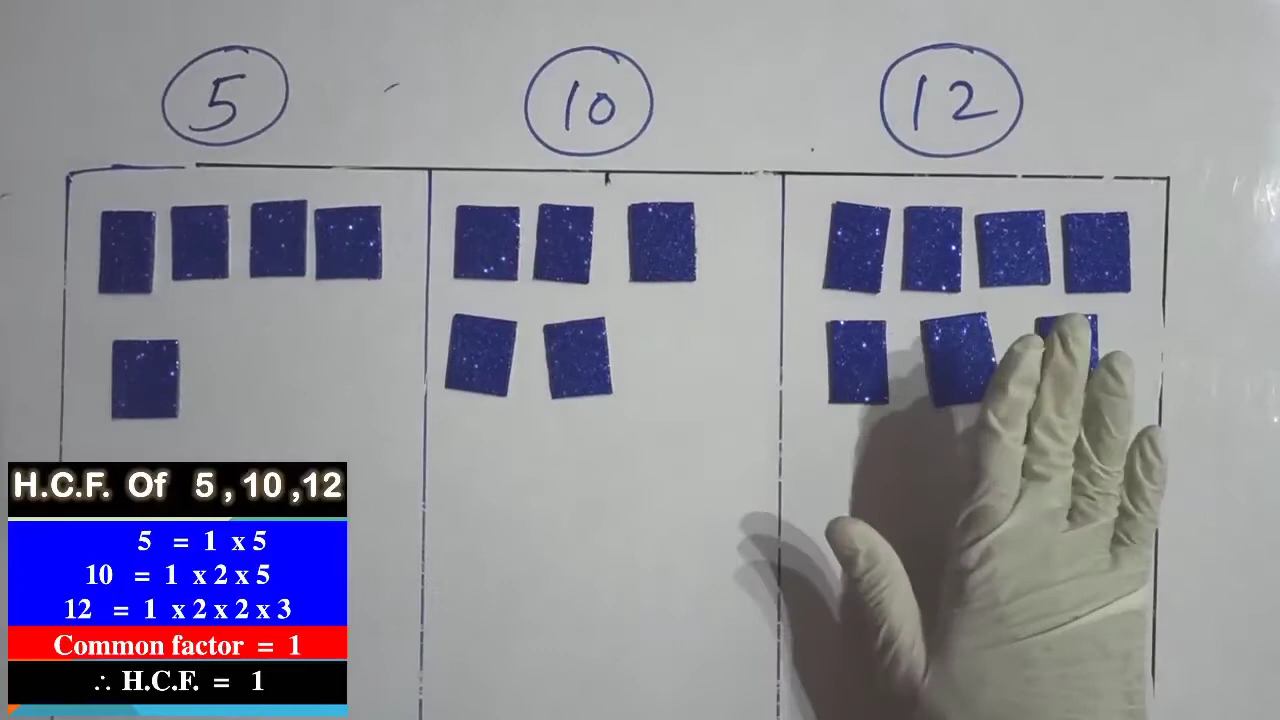 5 10 12
H.C.F. Of 5 , 10 ,12
5 = 1 x 5
10 = 1 x 2 x 5
12 = 1 x 2 x 2 x 3
Common factor = 1
∴ H.C.F. = 1